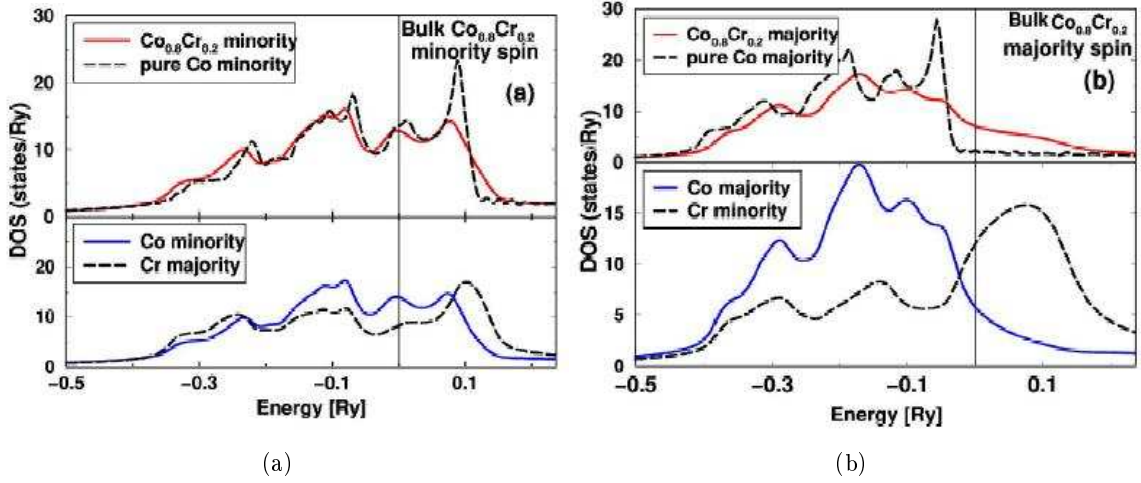 30
Co0.8Cr0.2 minority
pure Co minority
Bulk Co0.8Cr0.2
minority spin
(a)
20
10
0
DOS (states/Ry)
Co minority
Cr majority
20
10
0
−0.5
−0.3
−0.1
0.1
Energy [Ry]
(a)
30
Co0.8Cr0.2 majority
pure Co majority
Bulk Co0.8Cr0.2
majority spin
(b)
20
10
0
DOS (states/Ry)
Co majority
Cr minority
15
10
5
0
−0.5
−0.3
−0.1
0.1
Energy [Ry]
(b)